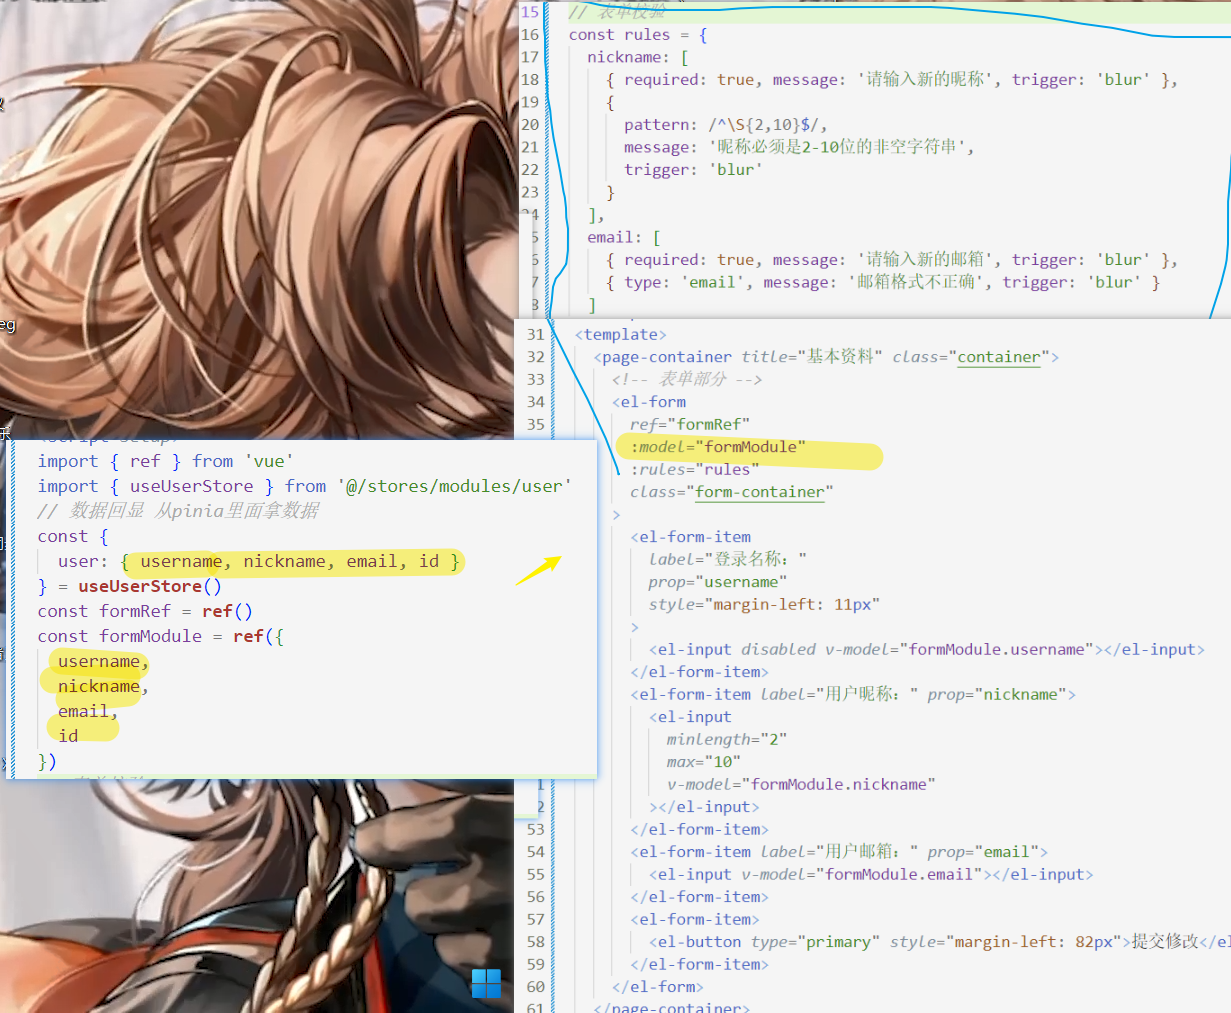 15 // 表单校验
16 const rules = {
17 nickname: [
18 { required: true, message: '请输入新的昵称', trigger: 'blur' },
19 {
20 pattern: /^\S{2,10}$/,
21 message: '昵称必须是2-10位的非空字符串',
22 trigger: 'blur'
23 }
24 ],
5 email: [
6 { required: true, message: '请输入新的邮箱', trigger: 'blur' },
7 { type: 'email', message: '邮箱格式不正确', trigger: 'blur' }
8 ]
eg
31 <template>
32 <page-container title="基本资料" class="container">
33 <!-- 表单部分 -->
34 <el-form
35 ref="formRef"
:model="formModule"
:rules="rules"
class="form-container"
>
<el-form-item
label="登录名称："
prop="username"
style="margin-left: 11px"
>
<el-input disabled v-model="formModule.username"></el-input>
</el-form-item>
<el-form-item label="用户昵称：" prop="nickname">
<el-input
minlength="2"
max="10"
1 v-model="formModule.nickname"
2 ></el-input>
53 </el-form-item>
54 <el-form-item label="用户邮箱：" prop="email">
55 <el-input v-model="formModule.email"></el-input>
56 </el-form-item>
57 <el-form-item>
58 <el-button type="primary" style="margin-left: 82px">提交修改</el
59 </el-form-item>
60 </el-form>
61 </page-container>
<script setup>
import { ref } from 'vue'
import { useUserStore } from '@/stores/modules/user'
// 数据回显 从pinia里面拿数据
const {
user: { username, nickname, email, id }
} = useUserStore()
const formRef = ref()
const formModule = ref({
username,
nickname,
email,
id
})